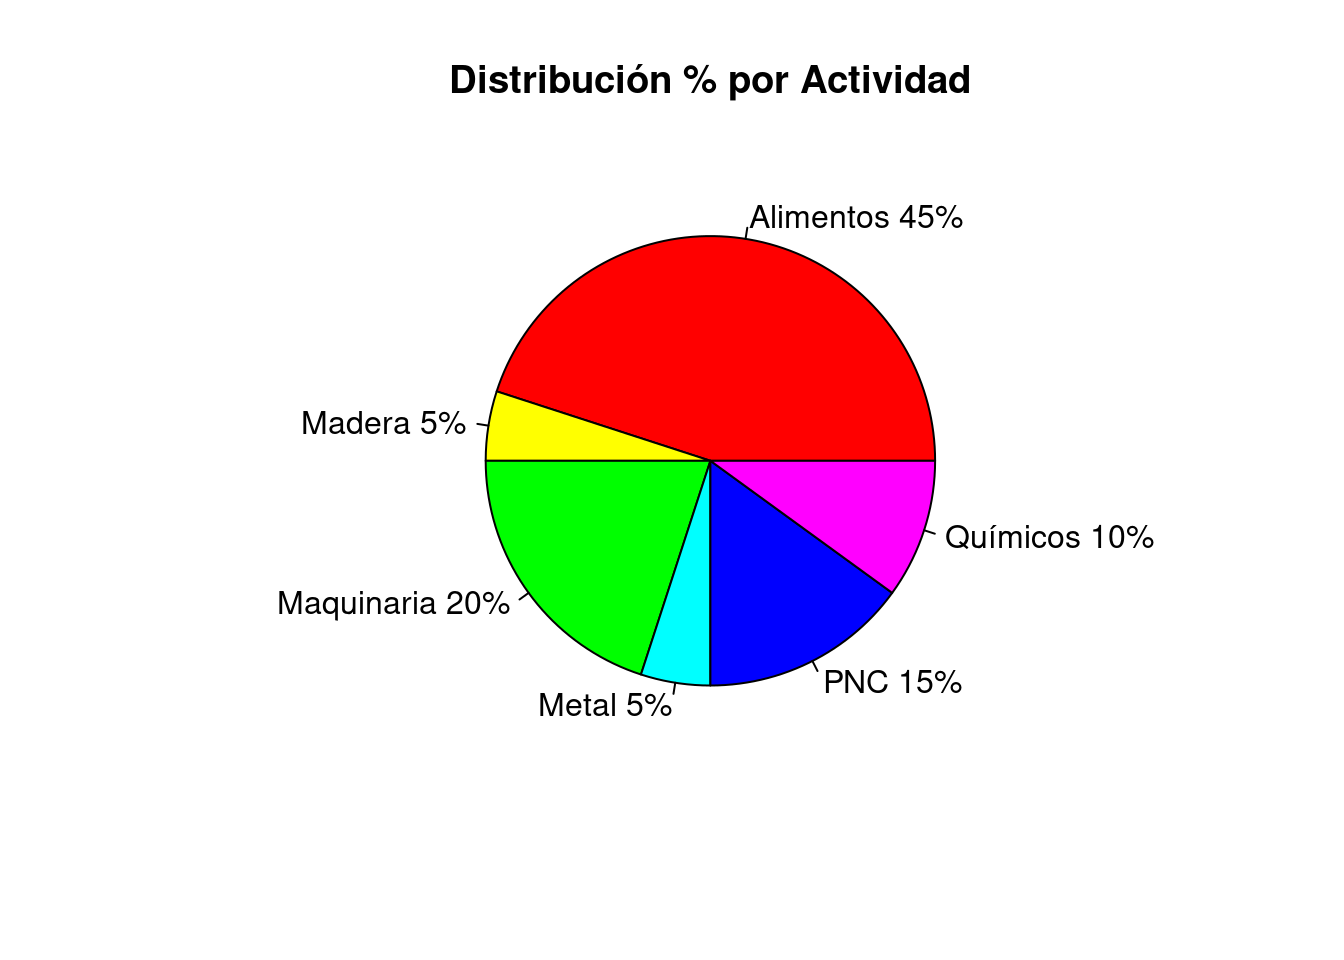 Distribución % por Actividad
Alimentos 45%
Madera 5%
Químicos 10%
Maquinaria 20%
PNC 15%
Metal 5%